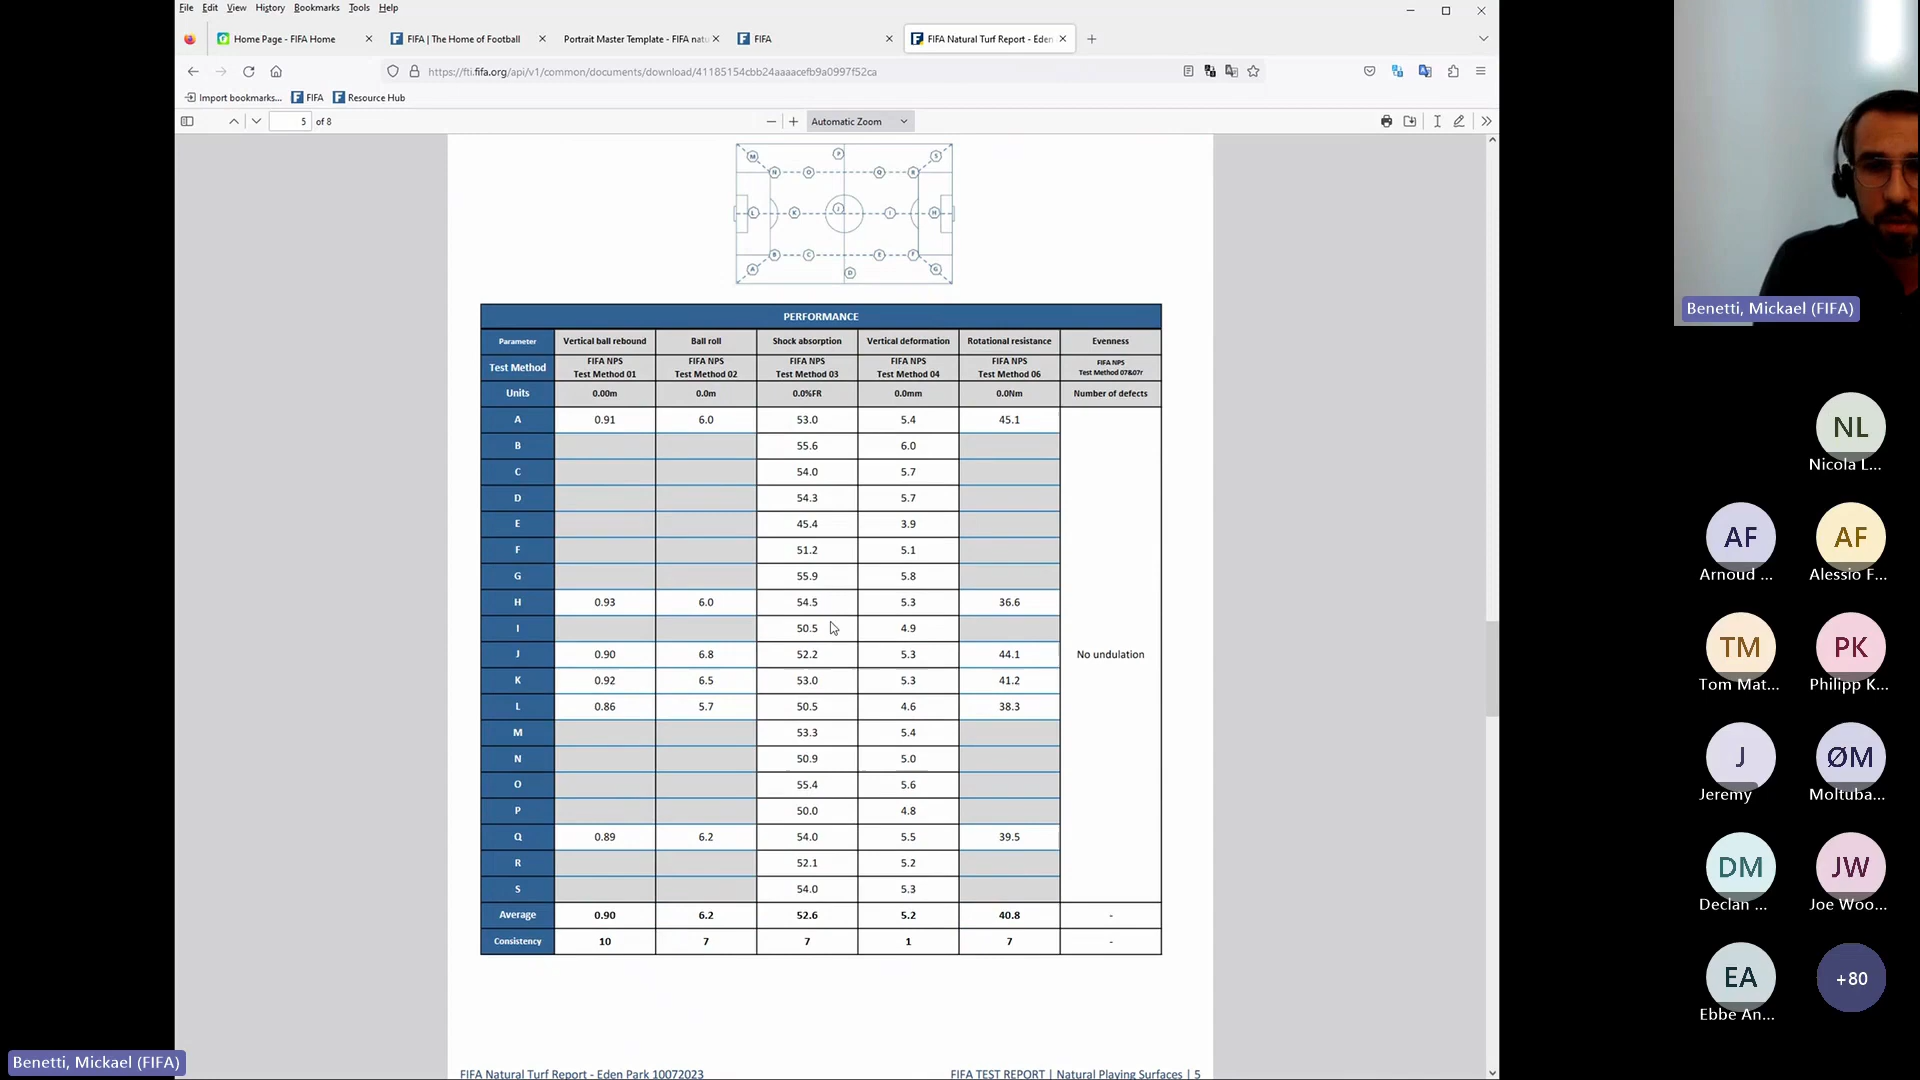 File Edit View History Bookmarks Tools Help
Home Page - FIFA Home
FIFA | The Home of Football
Portrait Master Template - FIFA natu
FIFA
FIFA Natural Turf Report - Eden
https://fti.fifa.org/api/v1/common/documents/download/41185154cbb24aaaacefb9a0997f52ca
Import bookmarks... FIFA Resource Hub
5 of 8
Automatic Zoom
M P S
N O Q R
L K J I H
B C E F
A D G
PERFORMANCE
Parameter Vertical ball rebound Ball roll Shock absorption Vertical deformation Rotational resistance Evenness
Test Method FIFA NPS Test Method 01 FIFA NPS Test Method 02 FIFA NPS Test Method 03 FIFA NPS Test Method 04 FIFA NPS Test Method 06 FIFA NPS Test Method 07&07r
Units 0.00m 0.0m 0.0%FR 0.0mm 0.0Nm Number of defects
A 0.91 6.0 53.0 5.4 45.1
B 55.6 6.0
C 54.0 5.7
D 54.3 5.7
E 45.4 3.9
F 51.2 5.1
G 55.9 5.8
H 0.93 6.0 54.5 5.3 36.6
I 50.5 4.9
J 0.90 6.8 52.2 5.3 44.1 No undulation
K 0.92 6.5 53.0 5.3 41.2
L 0.86 5.7 50.5 4.6 38.3
M 53.3 5.4
N 50.9 5.0
O 55.4 5.6
P 50.0 4.8
Q 0.89 6.2 54.0 5.5 39.5
R 52.1 5.2
S 54.0 5.3
Average 0.90 6.2 52.6 5.2 40.8 -
Consistency 10 7 7 1 7 -
FIFA Natural Turf Report - Eden Park 10072023
FIFA TEST REPORT | Natural Playing Surfaces | 5
Benetti, Mickael (FIFA)
NL
Nicola L...
AF AF
Arnoud ... Alessio F...
TM PK
Tom Mat... Philipp K...
J ØM
Jeremy Moltuba...
DM JW
Declan ... Joe Woo...
EA +80
Ebbe An...
Benetti, Mickael (FIFA)